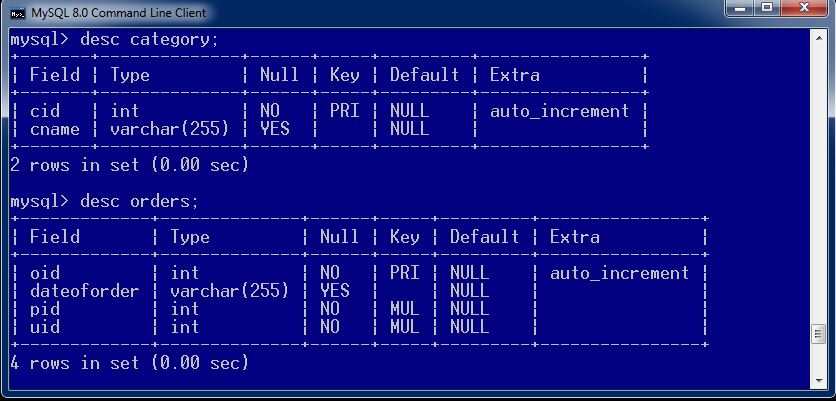 MySQL 8.0 Command Line Client
mysql> desc category;
+-------+--------------+------+-----+---------+----------------+
| Field | Type         | Null | Key | Default | Extra          |
+-------+--------------+------+-----+---------+----------------+
| cid   | int          | NO   | PRI | NULL    | auto_increment |
| cname | varchar(255) | YES  |     | NULL    |                |
+-------+--------------+------+-----+---------+----------------+
2 rows in set (0.00 sec)
mysql> desc orders;
+-------------+--------------+------+-----+---------+----------------+
| Field       | Type         | Null | Key | Default | Extra          |
+-------------+--------------+------+-----+---------+----------------+
| oid         | int          | NO   | PRI | NULL    | auto_increment |
| dateoforder | varchar(255) | YES  |     | NULL    |                |
| pid         | int          | NO   | MUL | NULL    |                |
| uid         | int          | NO   | MUL | NULL    |                |
+-------------+--------------+------+-----+---------+----------------+
4 rows in set (0.00 sec)